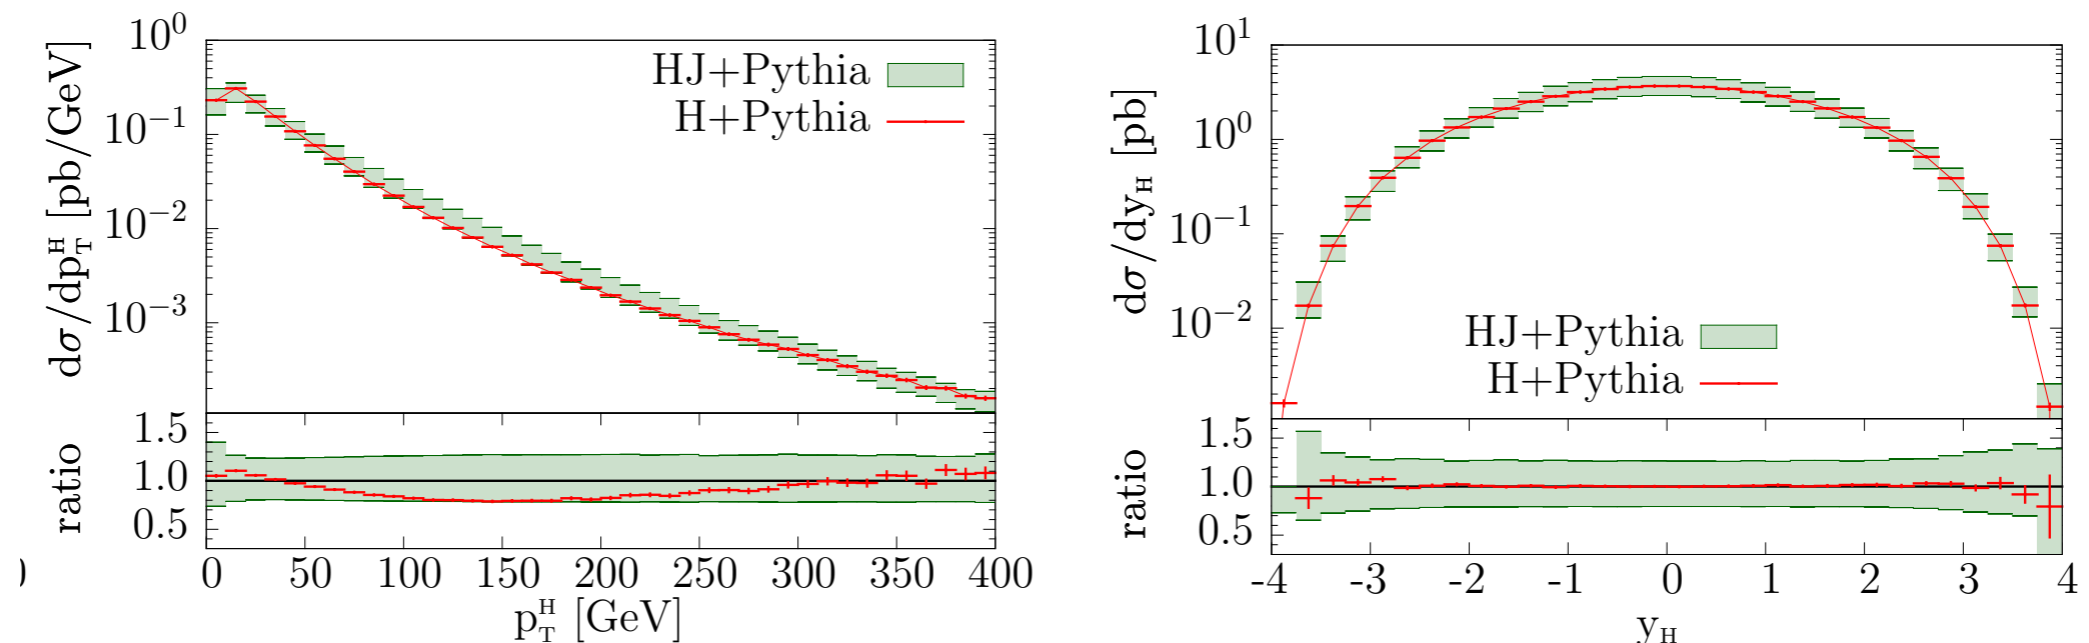 10^0
10^-1
10^-2
10^-3
dσ/dp_T^H [pb/GeV]
HJ+Pythia
H+Pythia
1.5
1.0
0.5
ratio
0 50 100 150 200 250 300 350 400
p_T^H [GeV]
)
10^1
10^0
10^-1
10^-2
dσ/dy_H [pb]
HJ+Pythia
H+Pythia
1.5
1.0
0.5
ratio
-4 -3 -2 -1 0 1 2 3 4
y_H